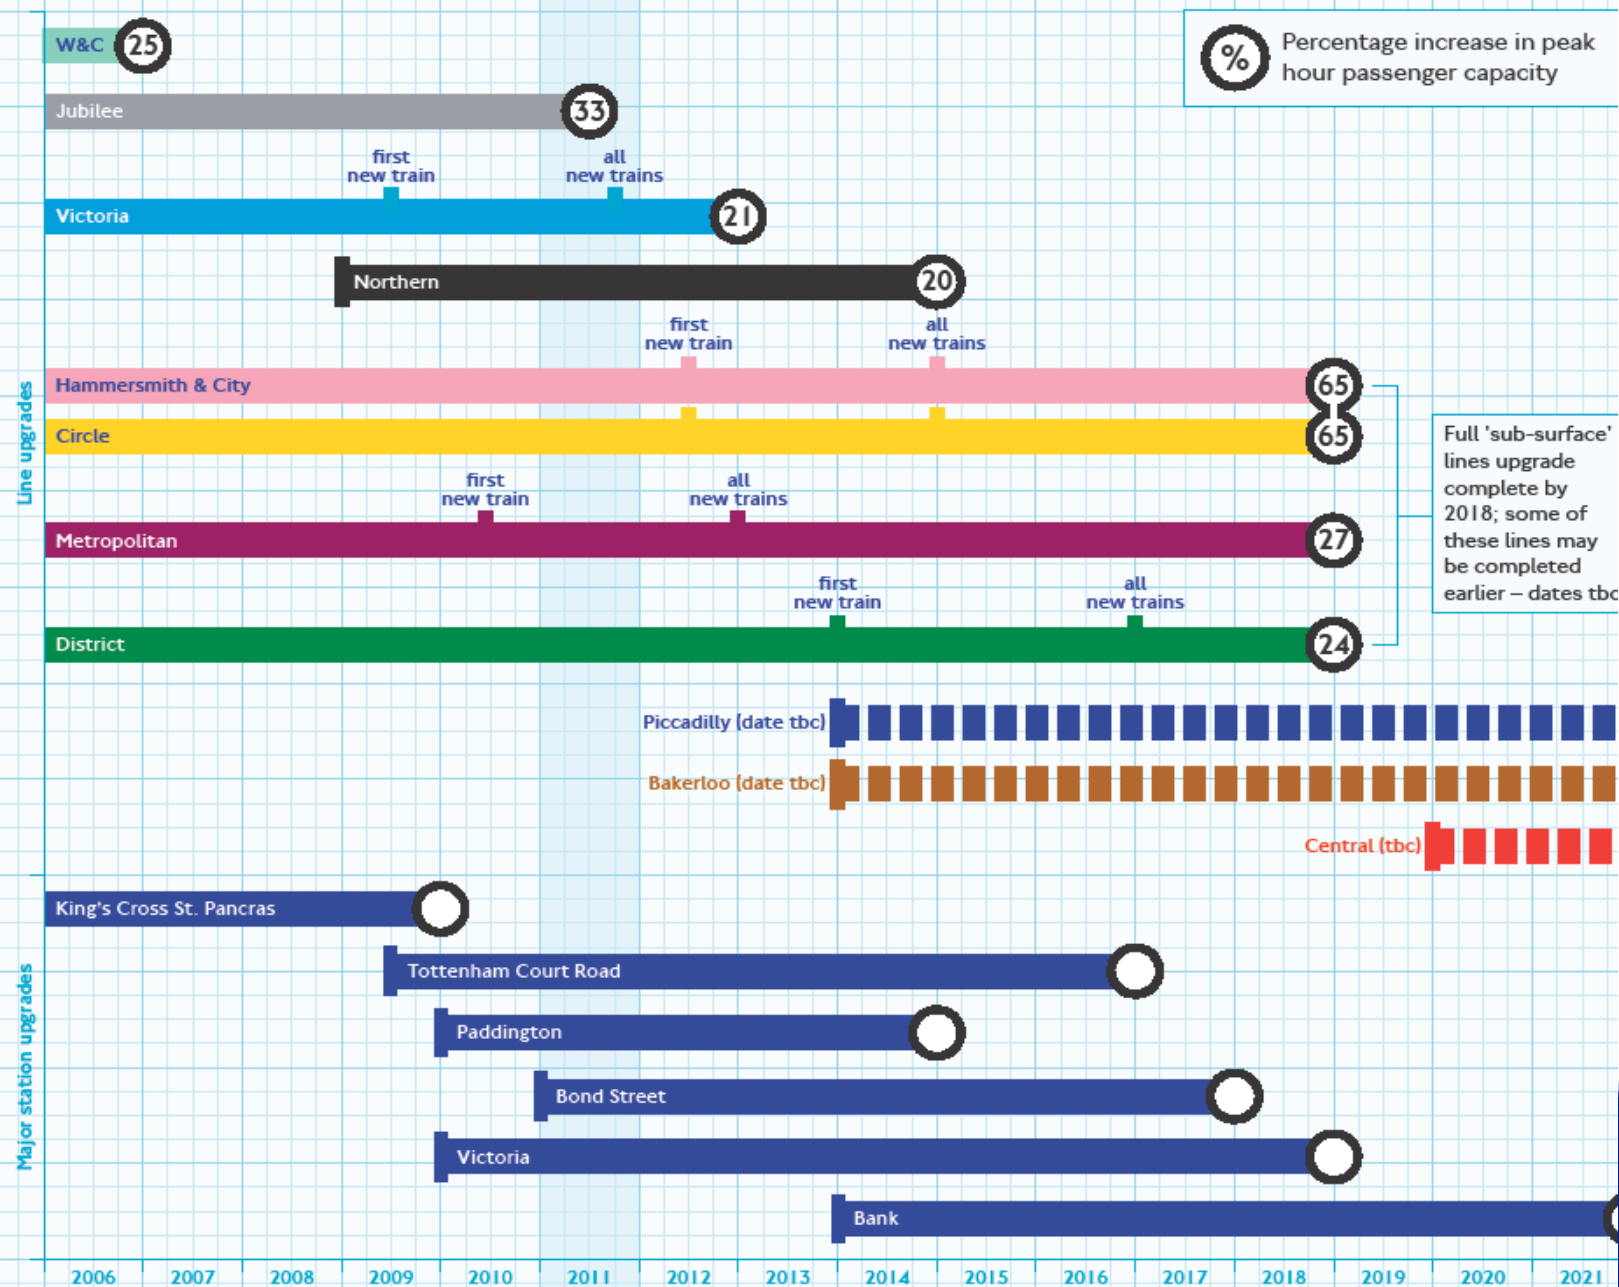 W&C 25
% Percentage increase in peak
hour passenger capacity
Jubilee 33
first
new train
all
new trains
Victoria 21
Northern 20
first
new train
all
new trains
Line upgrades
Hammersmith & City 65
Circle 65
Full 'sub-surface'
lines upgrade
complete by
2018; some of
these lines may
be completed
earlier – dates tbc
first
new train
all
new trains
Metropolitan 27
first
new train
all
new trains
District 24
Piccadilly (date tbc)
Bakerloo (date tbc)
Central (tbc)
Major station upgrades
King's Cross St. Pancras
Tottenham Court Road
Paddington
Bond Street
Victoria
Bank
2006 2007 2008 2009 2010 2011 2012 2013 2014 2015 2016 2017 2018 2019 2020 2021